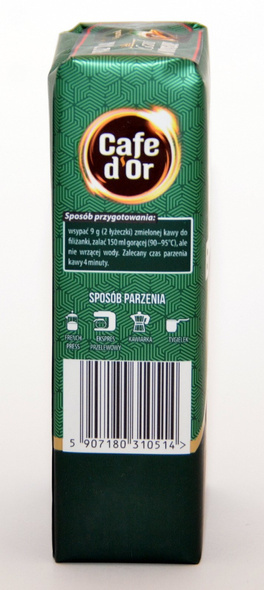 Cafe
d'Or
Sposób przygotowania:
wsypać 9 g (2 łyżeczki) zmielonej kawy do
filiżanki, zalać 150 ml gorącej (90–95°C), ale
nie wrzącej wody. Zalecany czas parzenia
kawy 4 minuty.
SPOSÓB PARZENIA
FRENCH PRESS
EKSPRES PRZELEWOWY
KAWIARKA
TYGIELEK
5 907180 310514 >